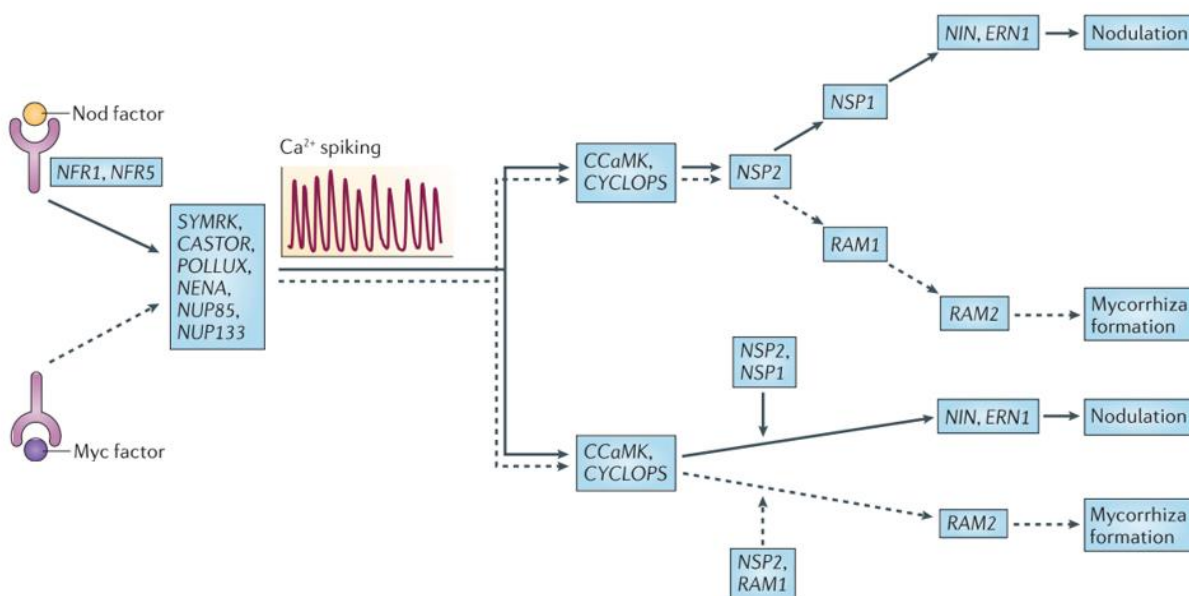 Nod factor
NFR1, NFR5
SYMRK,
CASTOR,
POLLUX,
NENA,
NUP85,
NUP133
Myc factor
Ca²⁺ spiking
CCaMK,
CYCLOPS
NSP2
NSP1
NIN, ERN1
Nodulation
RAM1
RAM2
Mycorrhiza
formation
CCaMK,
CYCLOPS
NSP2,
NSP1
NIN, ERN1
Nodulation
NSP2,
RAM1
RAM2
Mycorrhiza
formation